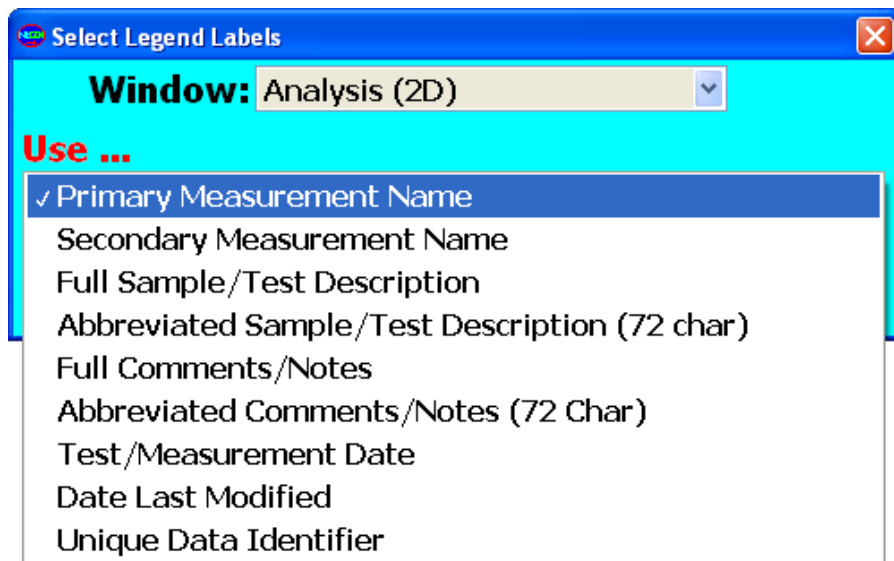 Select Legend Labels
Window: Analysis (2D)
Use ...
✓ Primary Measurement Name
Secondary Measurement Name
Full Sample/Test Description
Abbreviated Sample/Test Description (72 char)
Full Comments/Notes
Abbreviated Comments/Notes (72 Char)
Test/Measurement Date
Date Last Modified
Unique Data Identifier